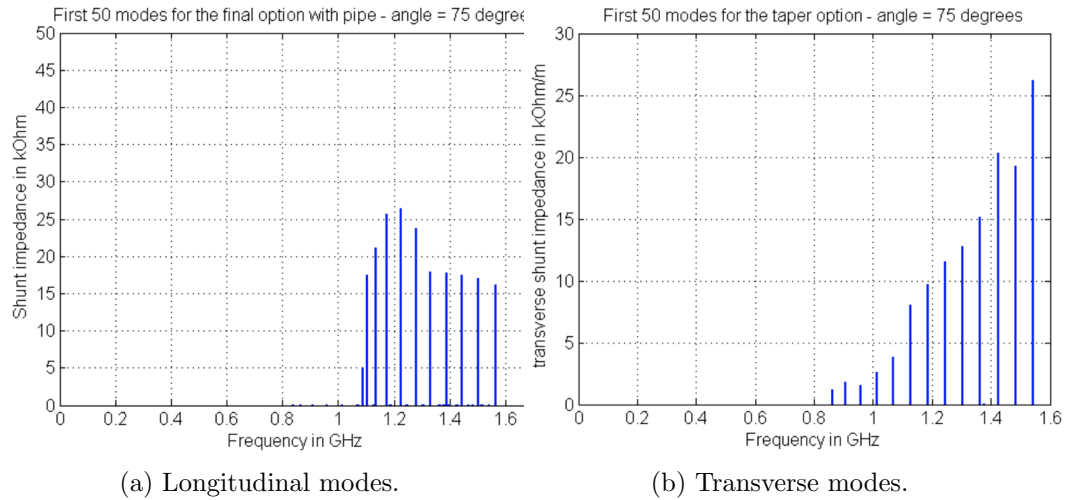 First 50 modes for the final option with pipe - angle = 75 degree
50
45
40
35
30
25
20
15
10
5
0
Shunt impedance in kOhm
0 0.2 0.4 0.6 0.8 1 1.2 1.4 1.6
Frequency in GHz
(a) Longitudinal modes.
First 50 modes for the taper option - angle = 75 degrees
30
25
20
15
10
5
0
transverse shunt impedance in kOhm/m
0 0.2 0.4 0.6 0.8 1 1.2 1.4 1.6
Frequency in GHz
(b) Transverse modes.